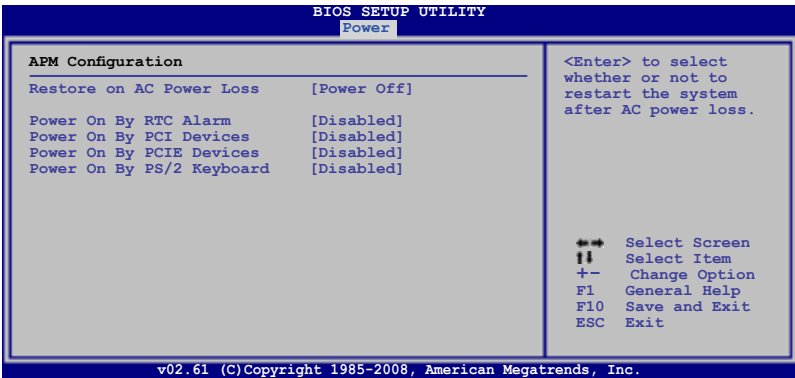 BIOS SETUP UTILITY
Power
APM Configuration
Restore on AC Power Loss [Power Off]
Power On By RTC Alarm [Disabled]
Power On By PCI Devices [Disabled]
Power On By PCIE Devices [Disabled]
Power On By PS/2 Keyboard [Disabled]
<Enter> to select
whether or not to
restart the system
after AC power loss.
←→ Select Screen
↑↓ Select Item
+- Change Option
F1 General Help
F10 Save and Exit
ESC Exit
v02.61 (C)Copyright 1985-2008, American Megatrends, Inc.